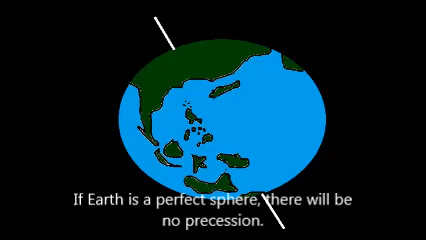 If Earth is a perfect sphere, there will be
no precession.